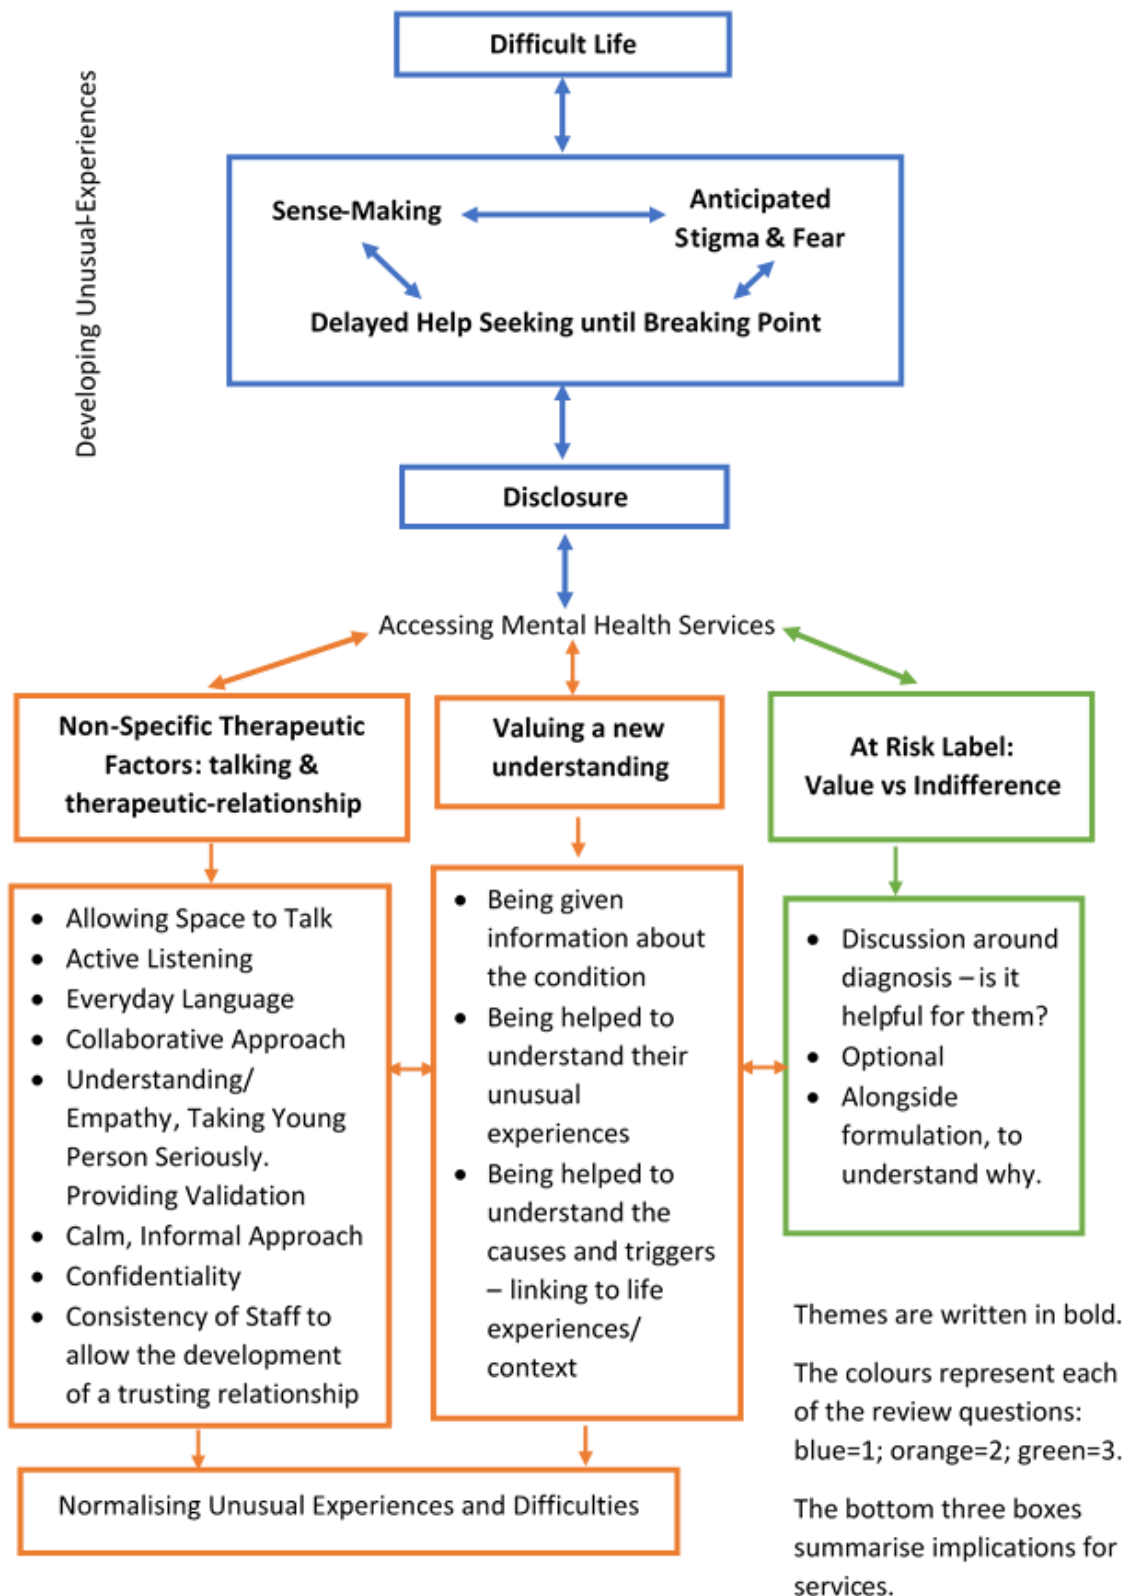 Difficult Life
Developing Unusual-Experiences
Sense-Making
Anticipated
Stigma & Fear
Delayed Help Seeking until Breaking Point
Disclosure
Accessing Mental Health Services
Non-Specific Therapeutic
Factors: talking &
therapeutic-relationship
Valuing a new
understanding
At Risk Label:
Value vs Indifference
• Allowing Space to Talk
• Active Listening
• Everyday Language
• Collaborative Approach
• Understanding/
Empathy, Taking Young
Person Seriously.
Providing Validation
• Calm, Informal Approach
• Confidentiality
• Consistency of Staff to
allow the development
of a trusting relationship
• Being given
information about
the condition
• Being helped to
understand their
unusual
experiences
• Being helped to
understand the
causes and triggers
– linking to life
experiences/
context
• Discussion around
diagnosis – is it
helpful for them?
• Optional
• Alongside
formulation, to
understand why.
Normalising Unusual Experiences and Difficulties
Themes are written in bold.
The colours represent each
of the review questions:
blue=1; orange=2; green=3.
The bottom three boxes
summarise implications for
services.